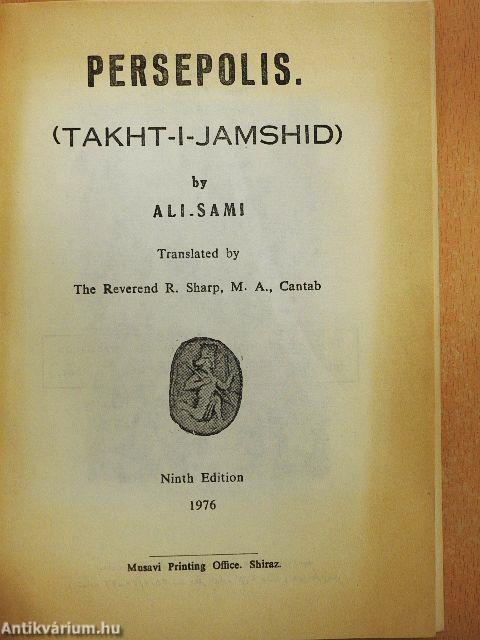 PERSEPOLIS.
(TAKHT-I-JAMSHID)
by
ALI-SAMI
Translated by
The Reverend R. Sharp, M. A., Cantab
Ninth Edition
1976
Musavi Printing Office. Shiraz.
Antikvárium.hu